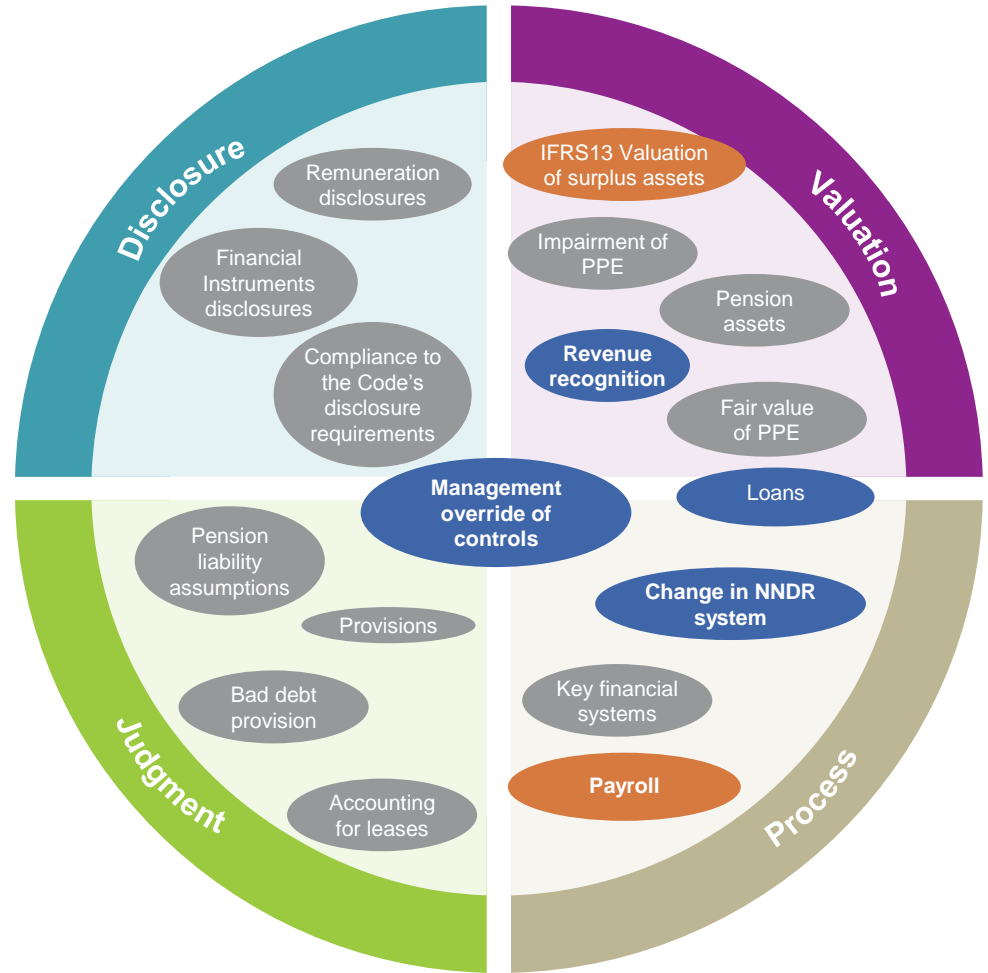 Disclosure
Remuneration
disclosures
Financial
Instruments
disclosures
Compliance to
the Code's
disclosure
requirements
Valuation
IFRS13 Valuation
of surplus assets
Impairment of
PPE
Pension
assets
Revenue
recognition
Fair value
of PPE
Management
override of
controls
Loans
Judgment
Pension
liability
assumptions
Provisions
Bad debt
provision
Accounting
for leases
Process
Change in NNDR
system
Key financial
systems
Payroll